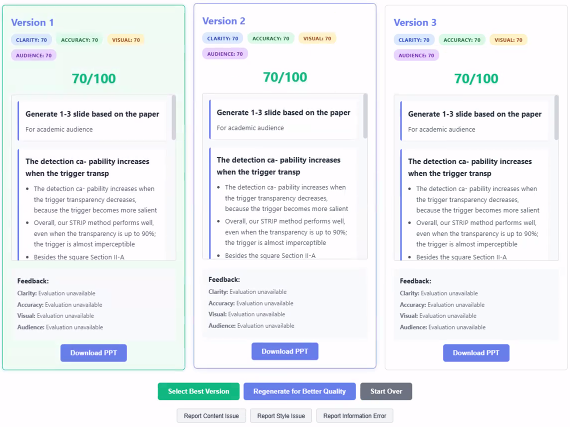 Version 1
CLARITY: 70
ACCURACY: 70
VISUAL: 70
AUDIENCE: 70
70/100
Generate 1-3 slide based on the paper
For academic audience
The detection ca- pability increases
when the trigger transp
• The detection ca- pability increases when
the trigger transparency decreases,
because the trigger becomes more salient
• Overall, our STRIP method performs well,
even when the transparency is up to 90%;
the trigger is almost imperceptible
• Besides the square Section II-A
Feedback:
Clarity: Evaluation unavailable
Accuracy: Evaluation unavailable
Visual: Evaluation unavailable
Audience: Evaluation unavailable
Download PPT
Version 2
CLARITY: 70
ACCURACY: 70
VISUAL: 70
AUDIENCE: 70
70/100
Generate 1-3 slide based on the paper
For academic audience
The detection ca- pability increases
when the trigger transp
• The detection ca- pability increases when
the trigger transparency decreases,
because the trigger becomes more salient
• Overall, our STRIP method performs well,
even when the transparency is up to 90%;
the trigger is almost imperceptible
• Besides the square Section II-A
Feedback:
Clarity: Evaluation unavailable
Accuracy: Evaluation unavailable
Visual: Evaluation unavailable
Audience: Evaluation unavailable
Download PPT
Version 3
CLARITY: 70
ACCURACY: 70
VISUAL: 70
AUDIENCE: 70
70/100
Generate 1-3 slide based on the paper
For academic audience
The detection ca- pability increases
when the trigger transp
• The detection ca- pability increases when
the trigger transparency decreases,
because the trigger becomes more salient
• Overall, our STRIP method performs well,
even when the transparency is up to 90%;
the trigger is almost imperceptible
• Besides the square Section II-A
Feedback:
Clarity: Evaluation unavailable
Accuracy: Evaluation unavailable
Visual: Evaluation unavailable
Audience: Evaluation unavailable
Download PPT
Select Best Version
Regenerate for Better Quality
Start Over
Report Content Issue
Report Style Issue
Report Information Error